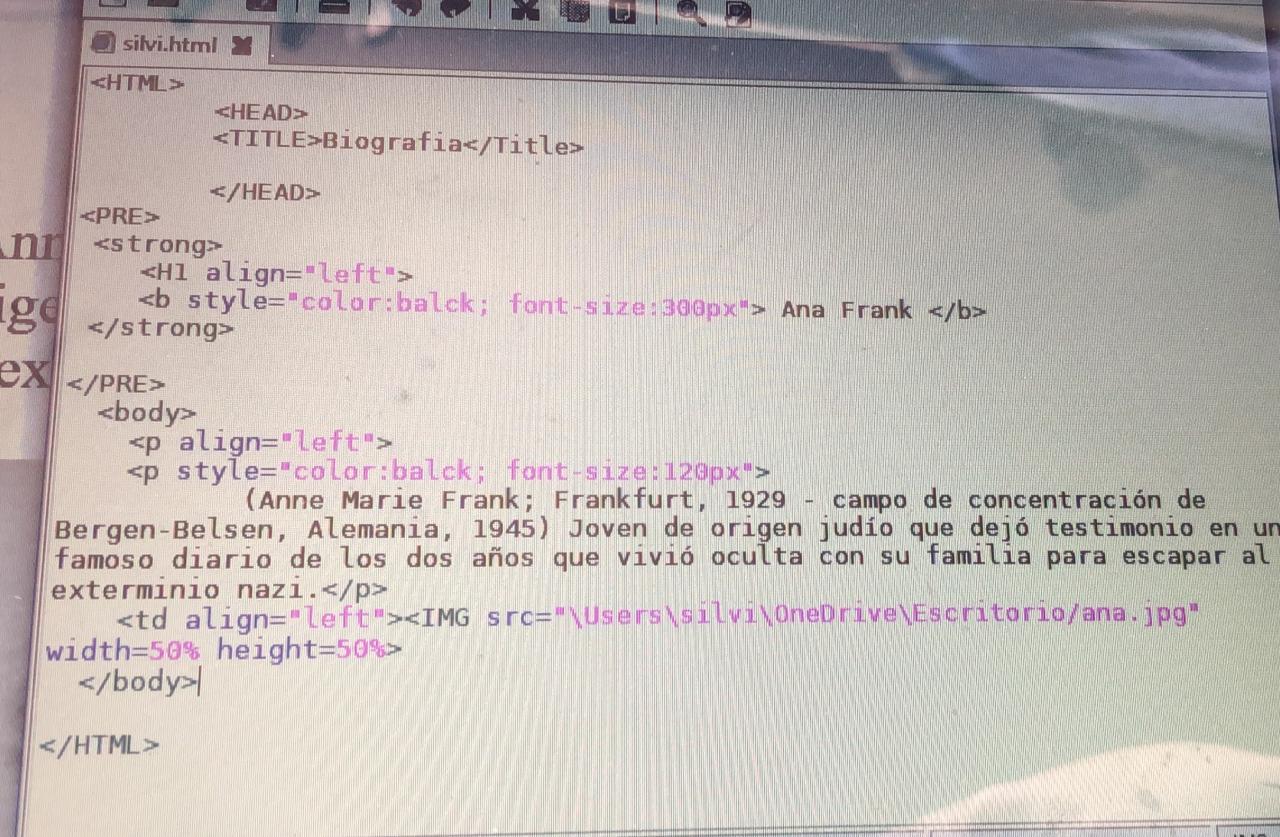 silvi.html
<HTML>
<HEAD>
<TITLE>Biografia</Title>
</HEAD>
<PRE>
<strong>
<H1 align="left">
<b style="color:balck; font-size:300px"> Ana Frank </b>
</strong>
</PRE>
<body>
<p align="left">
<p style="color:balck; font-size:120px">
(Anne Marie Frank; Frankfurt, 1929 - campo de concentración de
Bergen-Belsen, Alemania, 1945) Joven de origen judío que dejó testimonio en un
famoso diario de los dos años que vivió oculta con su familia para escapar al
exterminio nazi.</p>
<td align="left"><IMG src="\Users\silvi\OneDrive\Escritorio/ana.jpg"
width=50% height=50%>
</body>
</HTML>